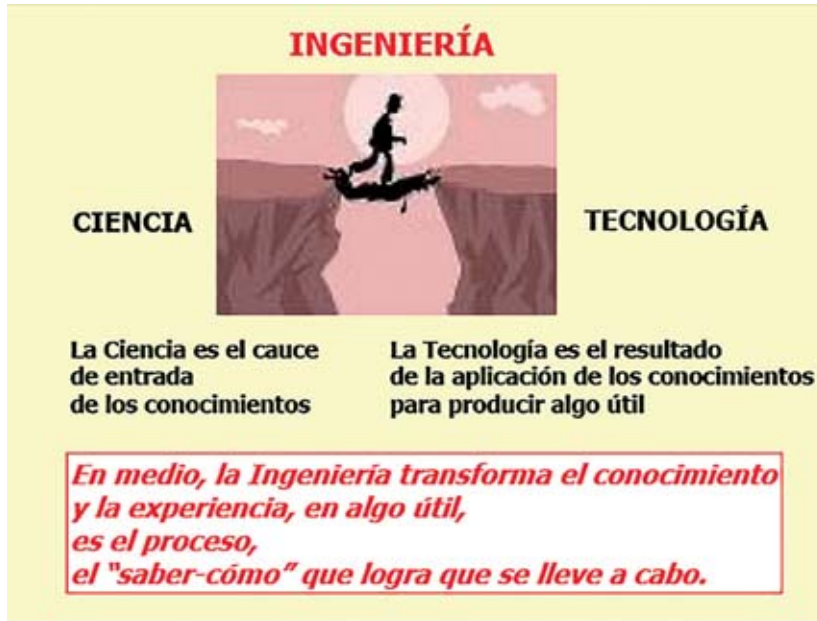 INGENIERÍA
CIENCIA
TECNOLOGÍA
La Ciencia es el cauce
de entrada
de los conocimientos
La Tecnología es el resultado
de la aplicación de los conocimientos
para producir algo útil
En medio, la Ingeniería transforma el conocimiento
y la experiencia, en algo útil,
es el proceso,
el “saber-cómo” que logra que se lleve a cabo.